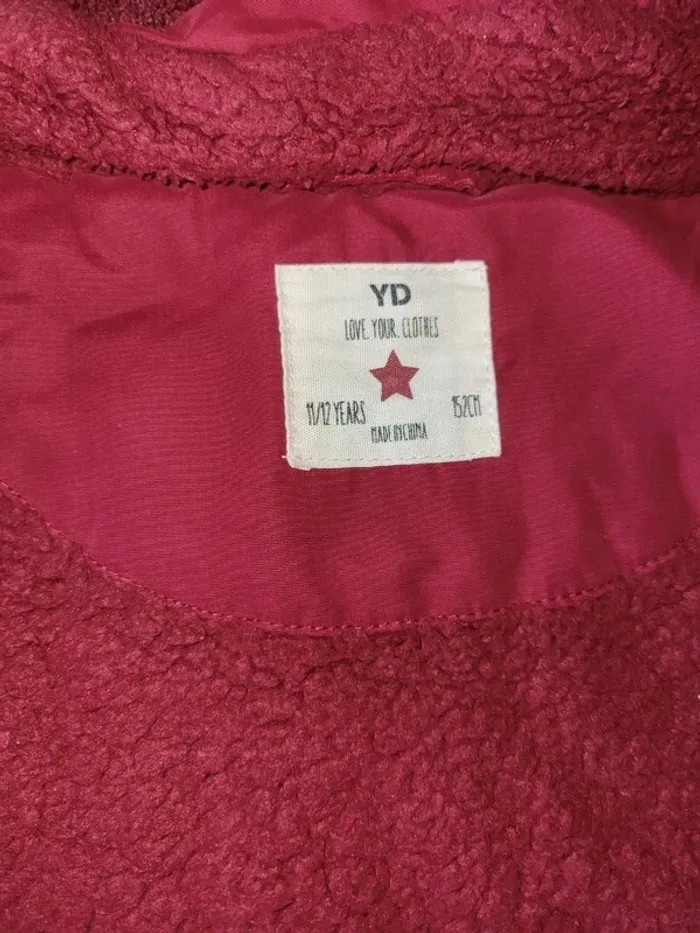 YD
LOVE. YOUR. CLOTHES
11/12 YEARS 152CM
MADE IN CHINA